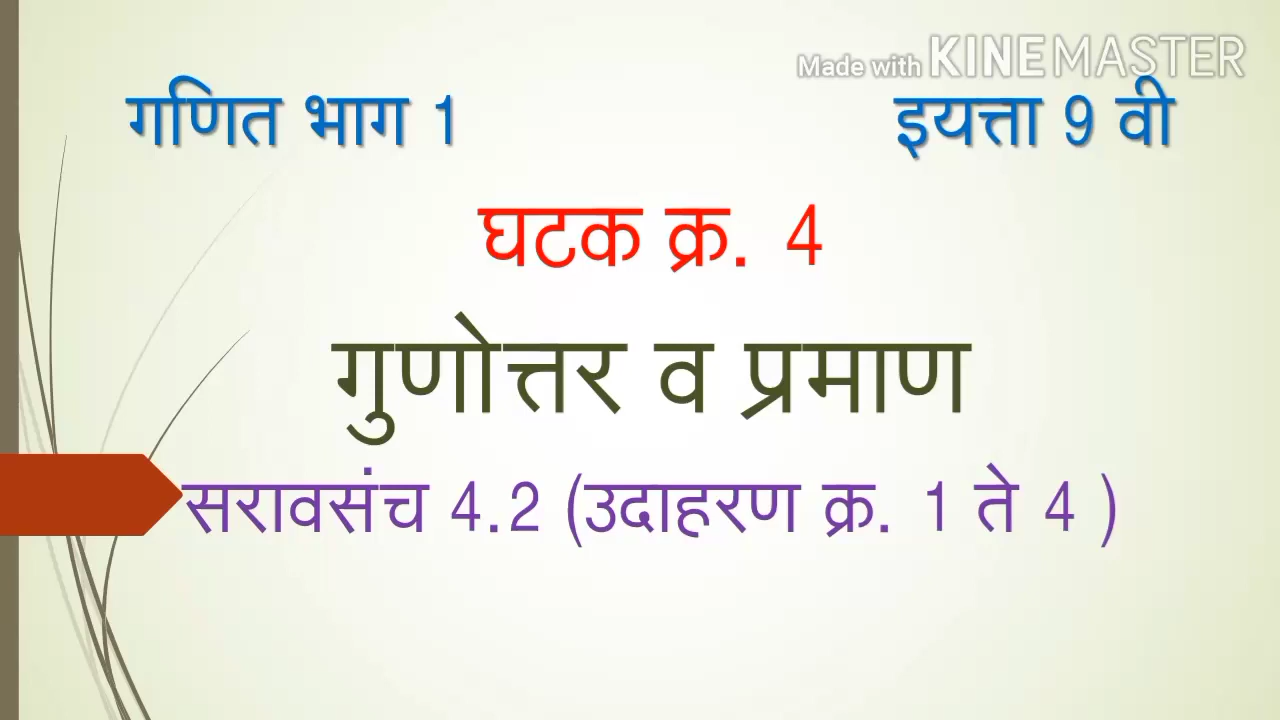 Made with KINEMASTER
गणित भाग 1 इयत्ता 9 वी
घटक क्र. 4
गुणोत्तर व प्रमाण
सरावसंच 4.2 (उदाहरण क्र. 1 ते 4 )